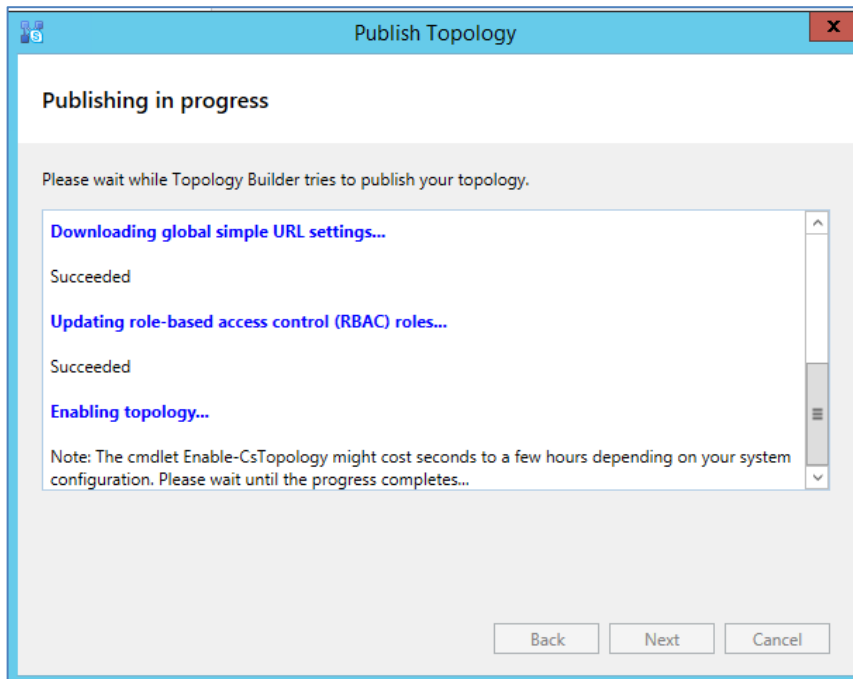 Publish Topology
x
Publishing in progress
Please wait while Topology Builder tries to publish your topology.
Downloading global simple URL settings...
Succeeded
Updating role-based access control (RBAC) roles...
Succeeded
Enabling topology...
Note: The cmdlet Enable-CsTopology might cost seconds to a few hours depending on your system
configuration. Please wait until the progress completes...
Back
Next
Cancel